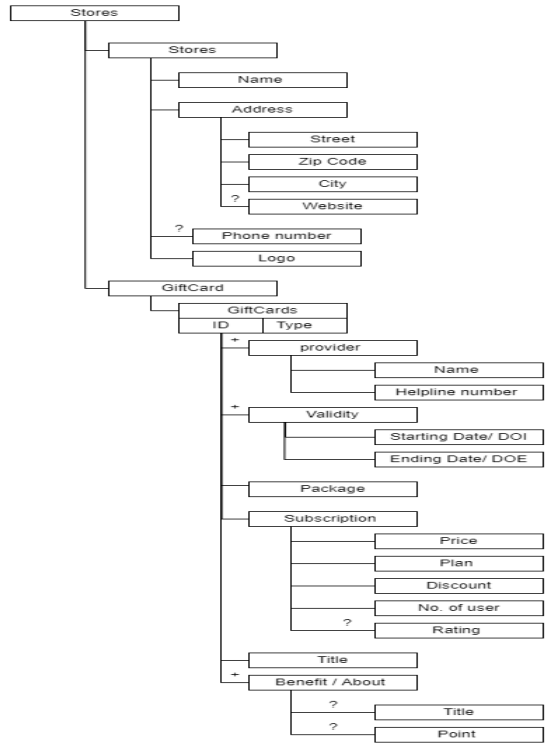 Stores
Stores
Name
Address
Street
Zip Code
City
? Website
? Phone number
Logo
GiftCard
GiftCards
ID Type
+ provider
Name
Helpline number
+ Validity
Starting Date/ DOI
Ending Date/ DOE
Package
Subscription
Price
Plan
Discount
No. of user
? Rating
Title
+ Benefit / About
? Title
? Point